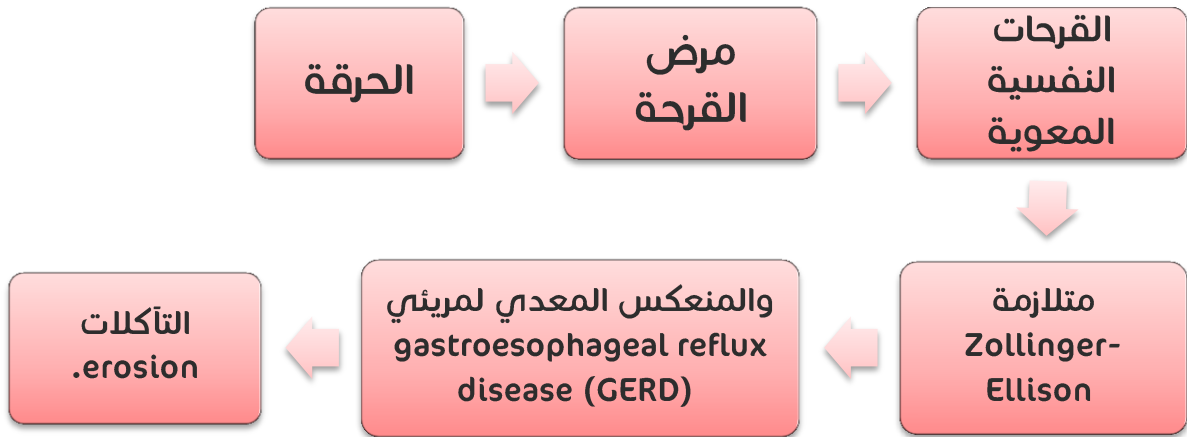 الحرقة
مرض
القرحة
القرحات
النفسية
المعوية
متلازمة
Zollinger-
Ellison
والمنعكس المعدي لمريئي
gastroesophageal reflux
disease (GERD)
التآكلات
.erosion